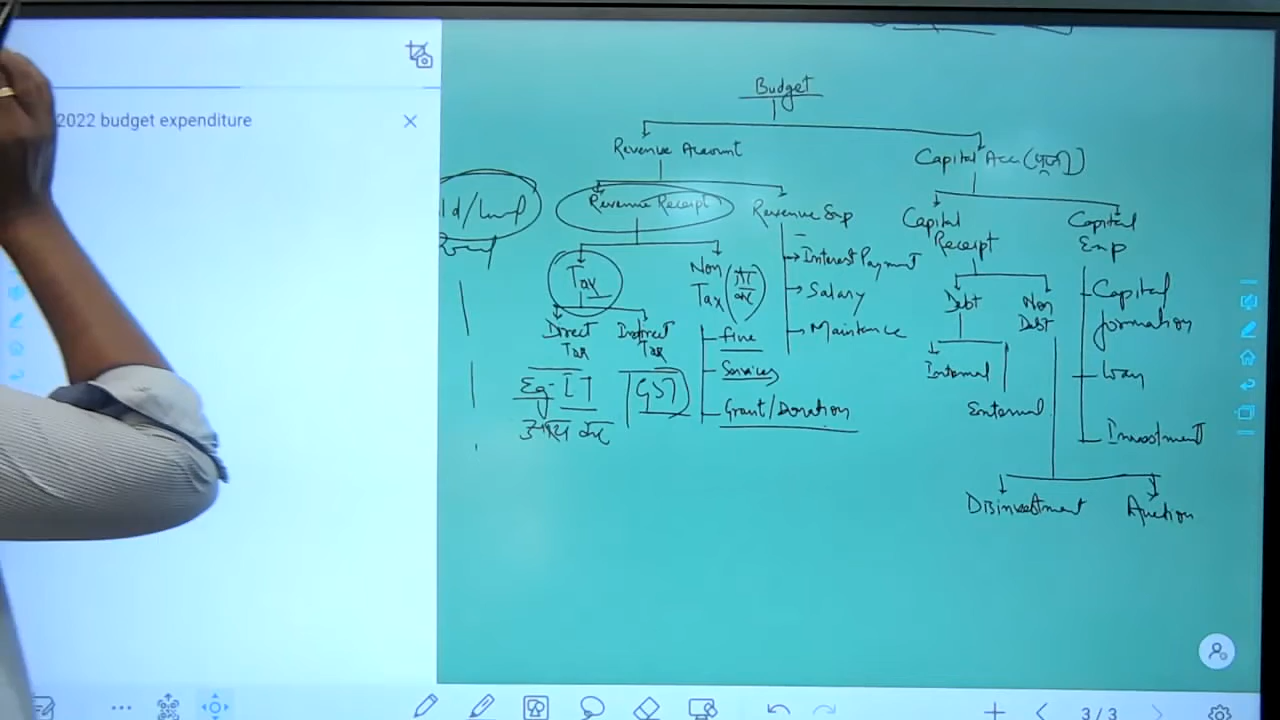 2022 budget expenditure
Budget
Revenue Account
Capital Acc (पूंजी)
Revenue Receipt
Revenue Exp
Capital
Receipt
Capital
Exp
Tax
Non
Tax
Interest Payment
Salary
Maintence
Direct
Tax
Indirect
Tax
Eg- IT
GST
fine
Services
Grant/Donation
Debt
Non
Debt
Internal
External
Disinvestment
Auction
Capital
formation
Loan
Investment
3/3